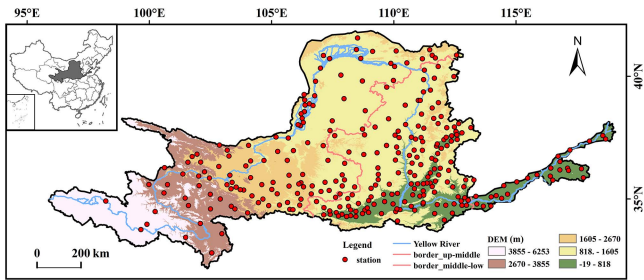 95°E 100°E 105°E 110°E 115°E
N
40°N
35°N
0 200 km
Legend
station
Yellow River
border_up-middle
border_middle-low
DEM (m)
3855 - 6253
2670 - 3855
1605 - 2670
818. - 1605
-19 - 818